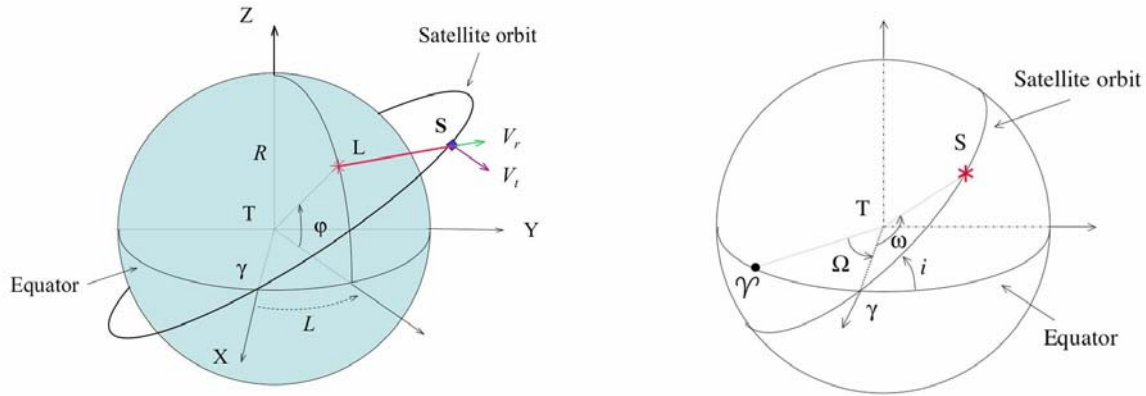 Z
Satellite orbit
S
V_r
L
R
V_t
T
φ
Y
γ
Equator
L
X
Satellite orbit
S
T
ω
Ω
i
♈
γ
Equator